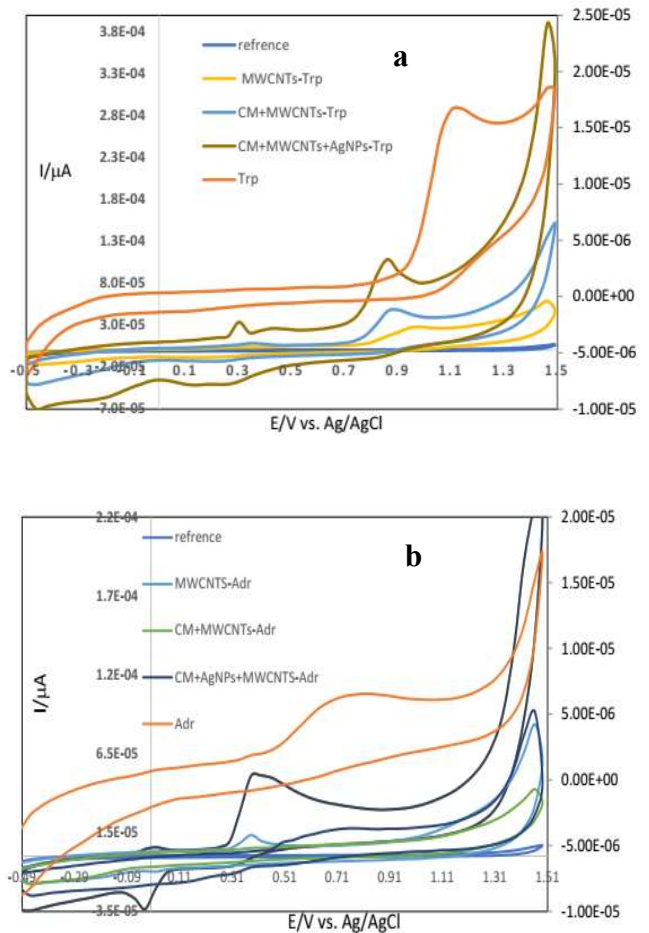 3.8E-04
3.3E-04
2.8E-04
2.3E-04
1.8E-04
1.3E-04
8.0E-05
3.0E-05
-2.0E-05
-7.0E-05
I/µA
refrence
MWCNTs-Trp
CM+MWCNTs-Trp
CM+MWCNTs+AgNPs-Trp
Trp
a
2.50E-05
2.00E-05
1.50E-05
1.00E-05
5.00E-06
0.00E+00
-5.00E-06
-1.00E-05
-0.5 -0.3 -0.1 0.1 0.3 0.5 0.7 0.9 1.1 1.3 1.5
E/V vs. Ag/AgCl
2.2E-04
1.7E-04
1.2E-04
6.5E-05
1.5E-05
-3.5E-05
I/µA
refrence
MWCNTS-Adr
CM+MWCNTs-Adr
CM+AgNPs+MWCNTS-Adr
Adr
b
2.00E-05
1.50E-05
1.00E-05
5.00E-06
0.00E+00
-5.00E-06
-1.00E-05
-0.49 -0.29 -0.09 0.31 0.51 0.71 0.91 1.11 1.31 1.51
E/V vs. Ag/AgCl